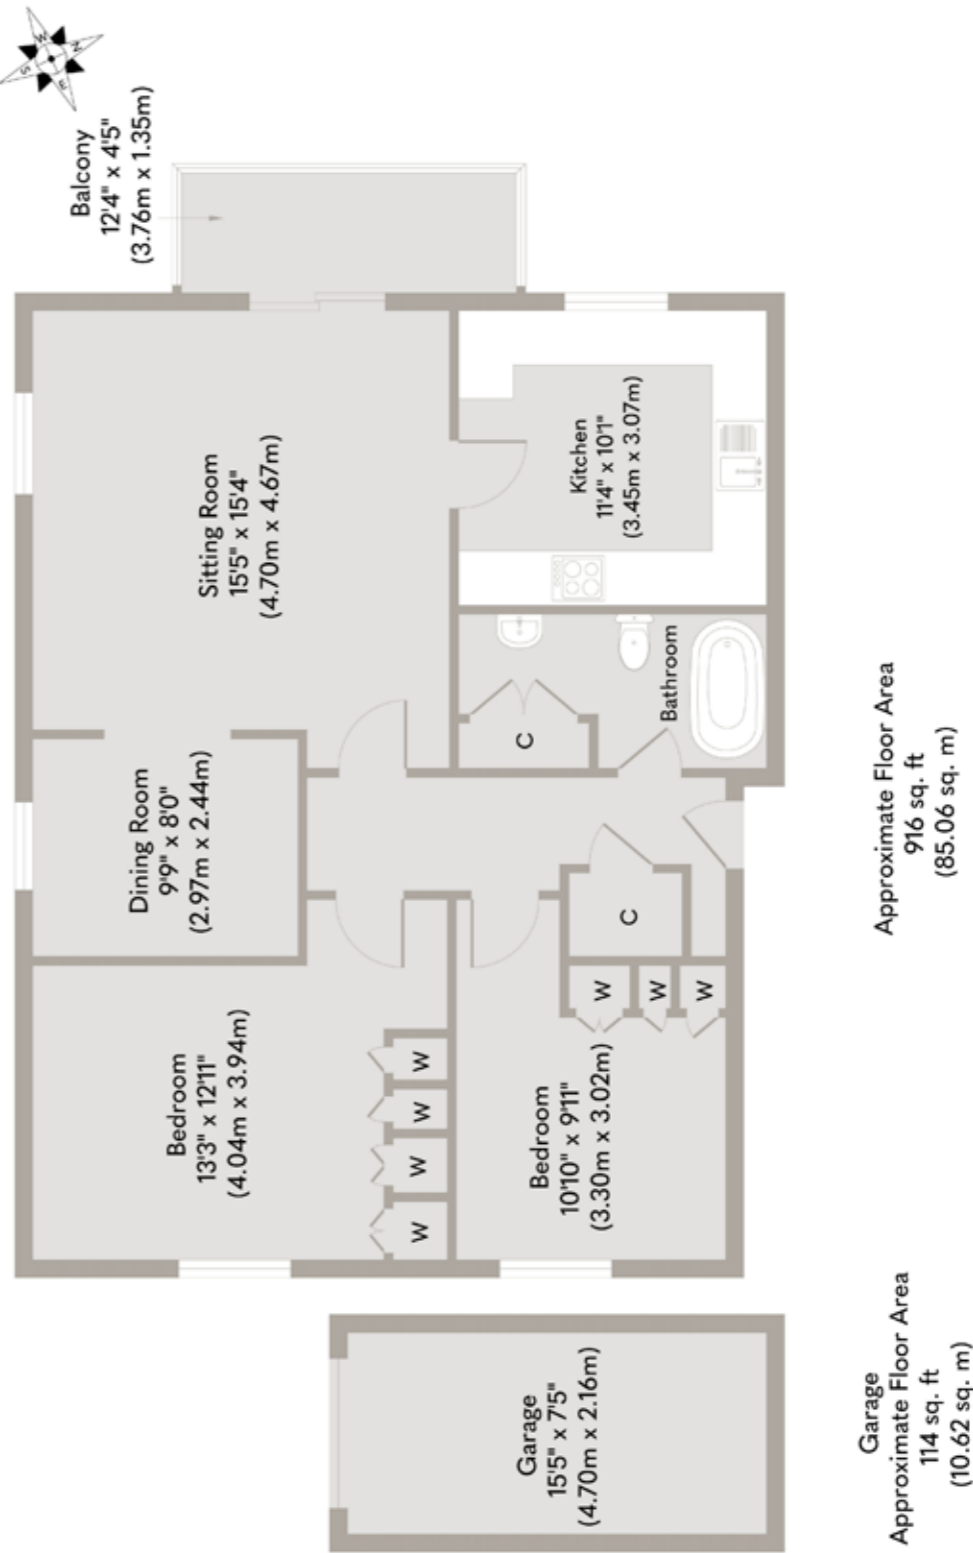 W
N
S
E
Balcony
12'4" x 4'5"
(3.76m x 1.35m)
Sitting Room
15'5" x 15'4"
(4.70m x 4.67m)
Kitchen
11'4" x 10'1"
(3.45m x 3.07m)
Dining Room
9'9" x 8'0"
(2.97m x 2.44m)
C
Bathroom
C
Bedroom
13'3" x 12'11"
(4.04m x 3.94m)
W
W
W
W
W
W
W
Bedroom
10'10" x 9'11"
(3.30m x 3.02m)
Garage
15'5" x 7'5"
(4.70m x 2.16m)
Approximate Floor Area
916 sq. ft
(85.06 sq. m)
Garage
Approximate Floor Area
114 sq. ft
(10.62 sq. m)